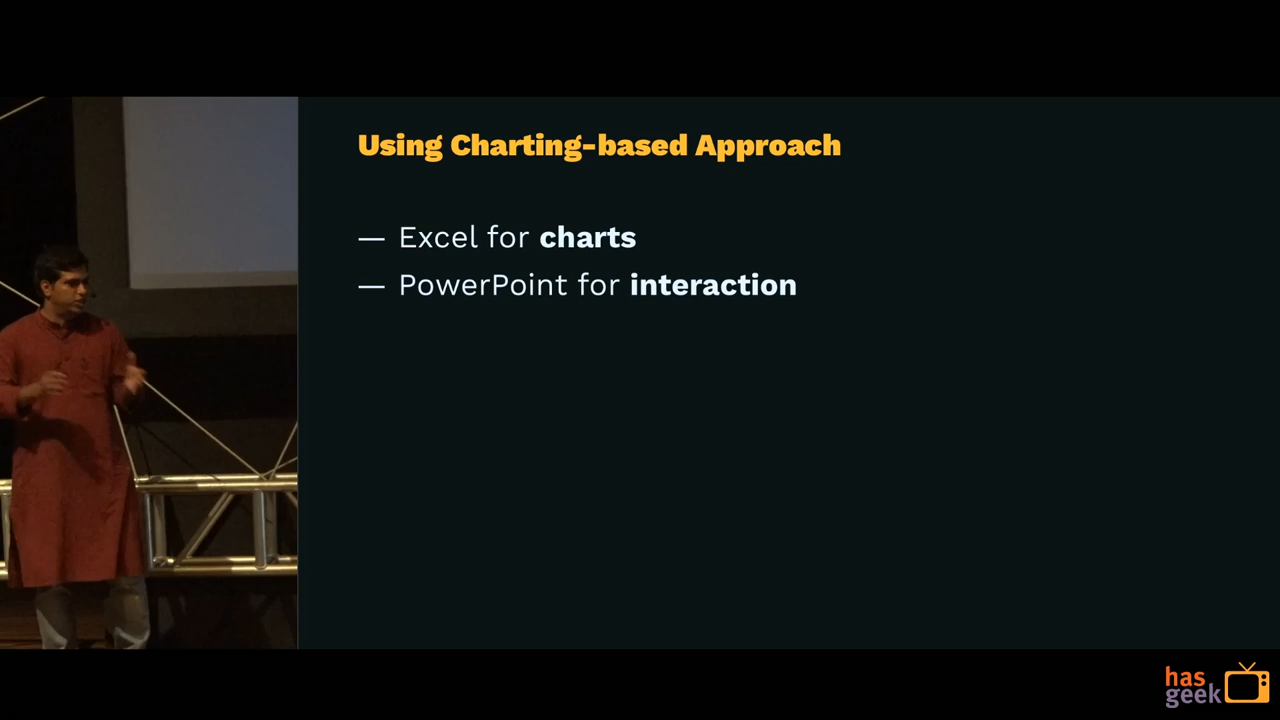 Using Charting-based Approach
— Excel for charts
— PowerPoint for interaction
has
geek